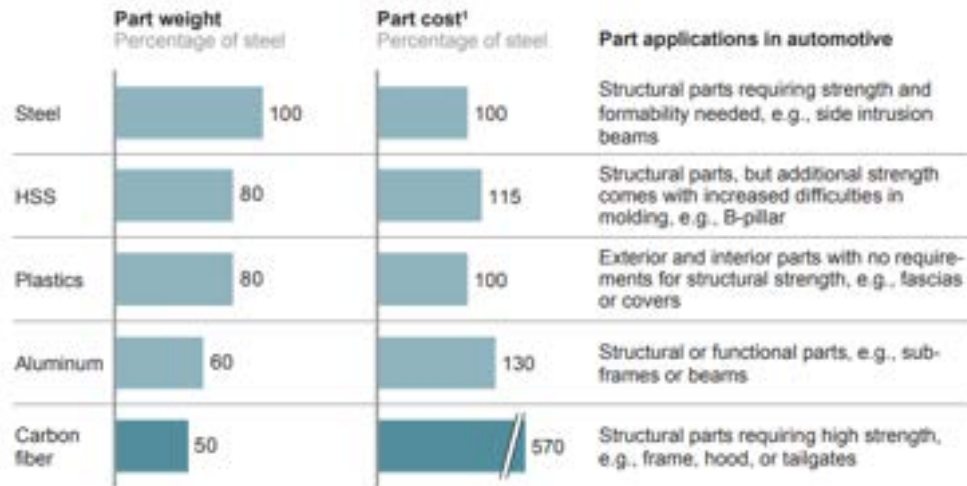 Part weight
Percentage of steel
Part cost¹
Percentage of steel
Part applications in automotive
Steel
100
100
Structural parts requiring strength and
formability needed, e.g., side intrusion
beams
HSS
80
115
Structural parts, but additional strength
comes with increased difficulties in
molding, e.g., B-pillar
Plastics
80
100
Exterior and interior parts with no require-
ments for structural strength, e.g., fascias
or covers
Aluminum
60
130
Structural or functional parts, e.g., sub-
frames or beams
Carbon
fiber
50
570
Structural parts requiring high strength,
e.g., frame, hood, or tailgates